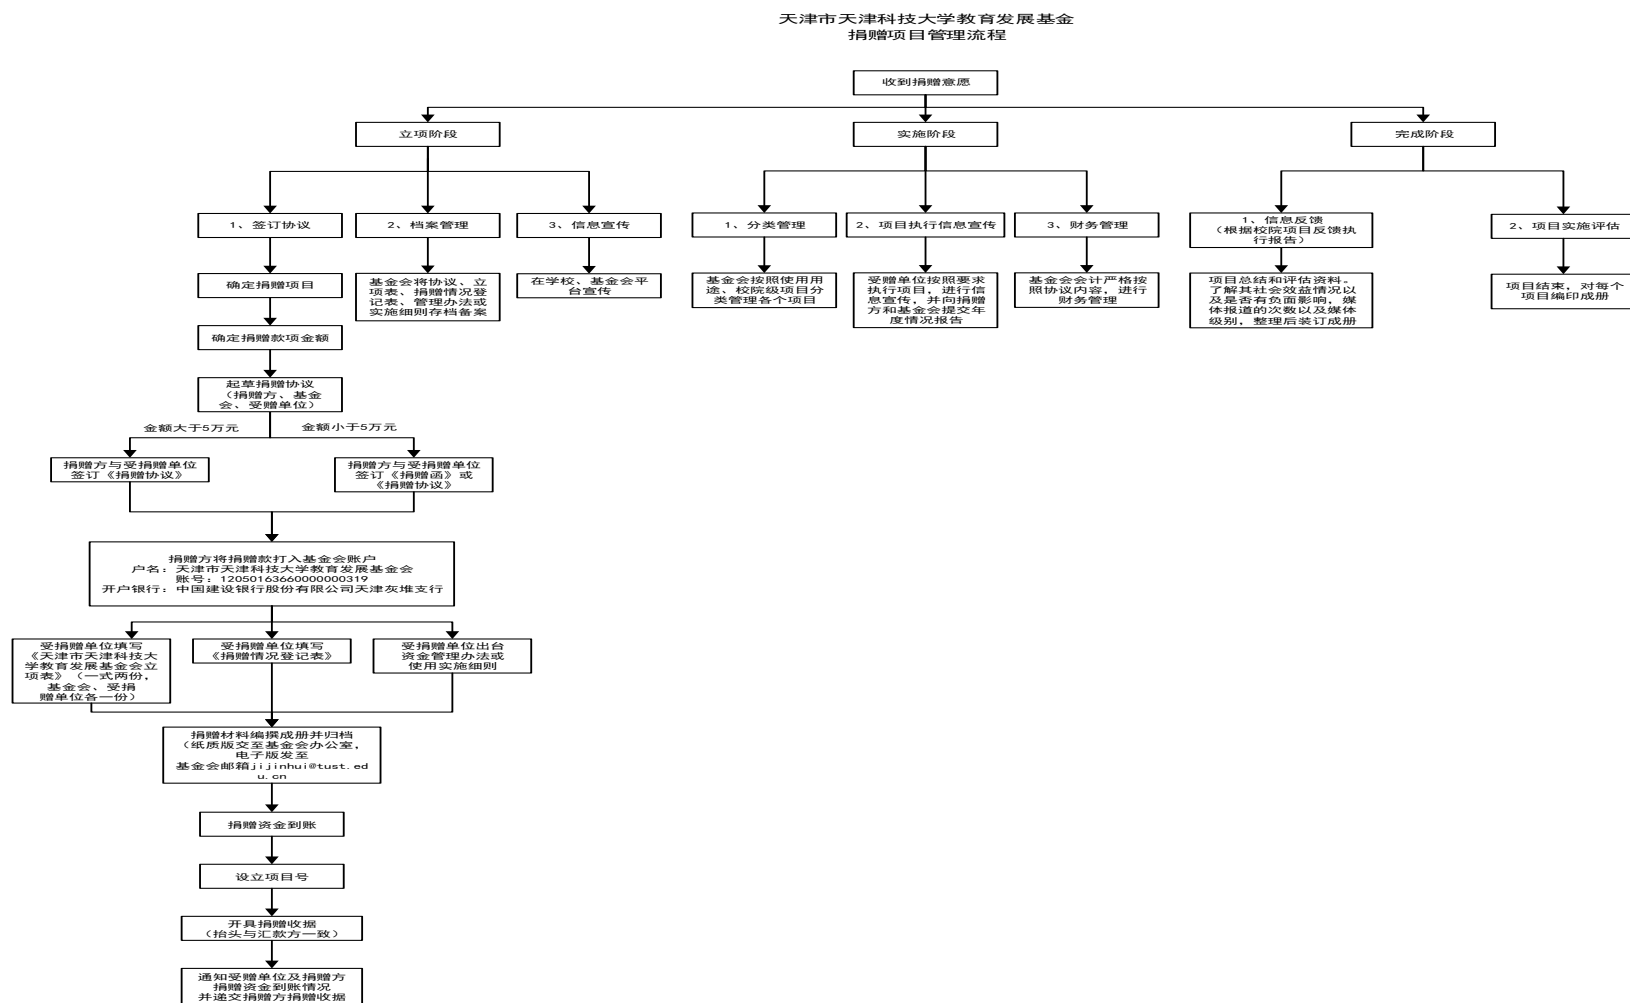 天津市天津科技大学教育发展基金
捐赠项目管理流程
收到捐赠意愿
立项阶段
实施阶段
完成阶段
1、签订协议
2、档案管理
3、信息宣传
1、分类管理
2、项目执行信息宣传
3、财务管理
1、信息反馈
(根据校院项目反馈执
行报告)
2、项目实施评估
确定捐赠项目
基金会将协议、立
项表、捐赠情况登
记表、管理办法或
实施细则存档备案
在学校、基金会平
台宣传
基金会按照使用用
途、校院级项目分
类管理各个项目
受赠单位按照要求
执行项目，进行信
息宣传，并向捐赠
方和基金会提交年
度情况报告
基金会会计严格按
照协议内容，进行
财务管理
项目总结和评估资料。
了解其社会效益情况以
及是否有负面影响，媒
体报道的次数以及媒体
级别，整理后装订成册
项目结束，对每个
项目编印成册
确定捐赠款项金额
起草捐赠协议
（捐赠方、基金
会、受赠单位）
金额大于5万元
金额小于5万元
捐赠方与受捐赠单位
签订《捐赠协议》
捐赠方与受捐赠单位
签订《捐赠函》或
《捐赠协议》
捐赠方将捐赠款打入基金会账户
户名：天津市天津科技大学教育发展基金会
账号：12050163660000000319
开户银行：中国建设银行股份有限公司天津灰堆支行
受捐赠单位填写
《天津市天津科技大
学教育发展基金会立
项表》（一式两份，
基金会、受捐
赠单位各一份）
受捐赠单位填写
《捐赠情况登记表》
受捐赠单位出台
资金管理办法或
使用实施细则
捐赠材料编撰成册并归档
（纸质版交至基金会办公室，
电子版发至
基金会邮箱jijinhui@tust.ed
u.cn
捐赠资金到账
设立项目号
开具捐赠收据
（抬头与汇款方一致）
通知受赠单位及捐赠方
捐赠资金到账情况
并递交捐赠方捐赠收据